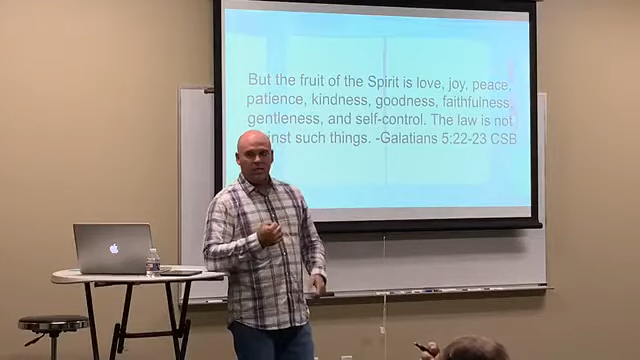 But the fruit of the Spirit is love, joy, peace,
patience, kindness, goodness, faithfulness,
gentleness, and self-control. The law is not
such things. -Galatians 5:22-23 CSB